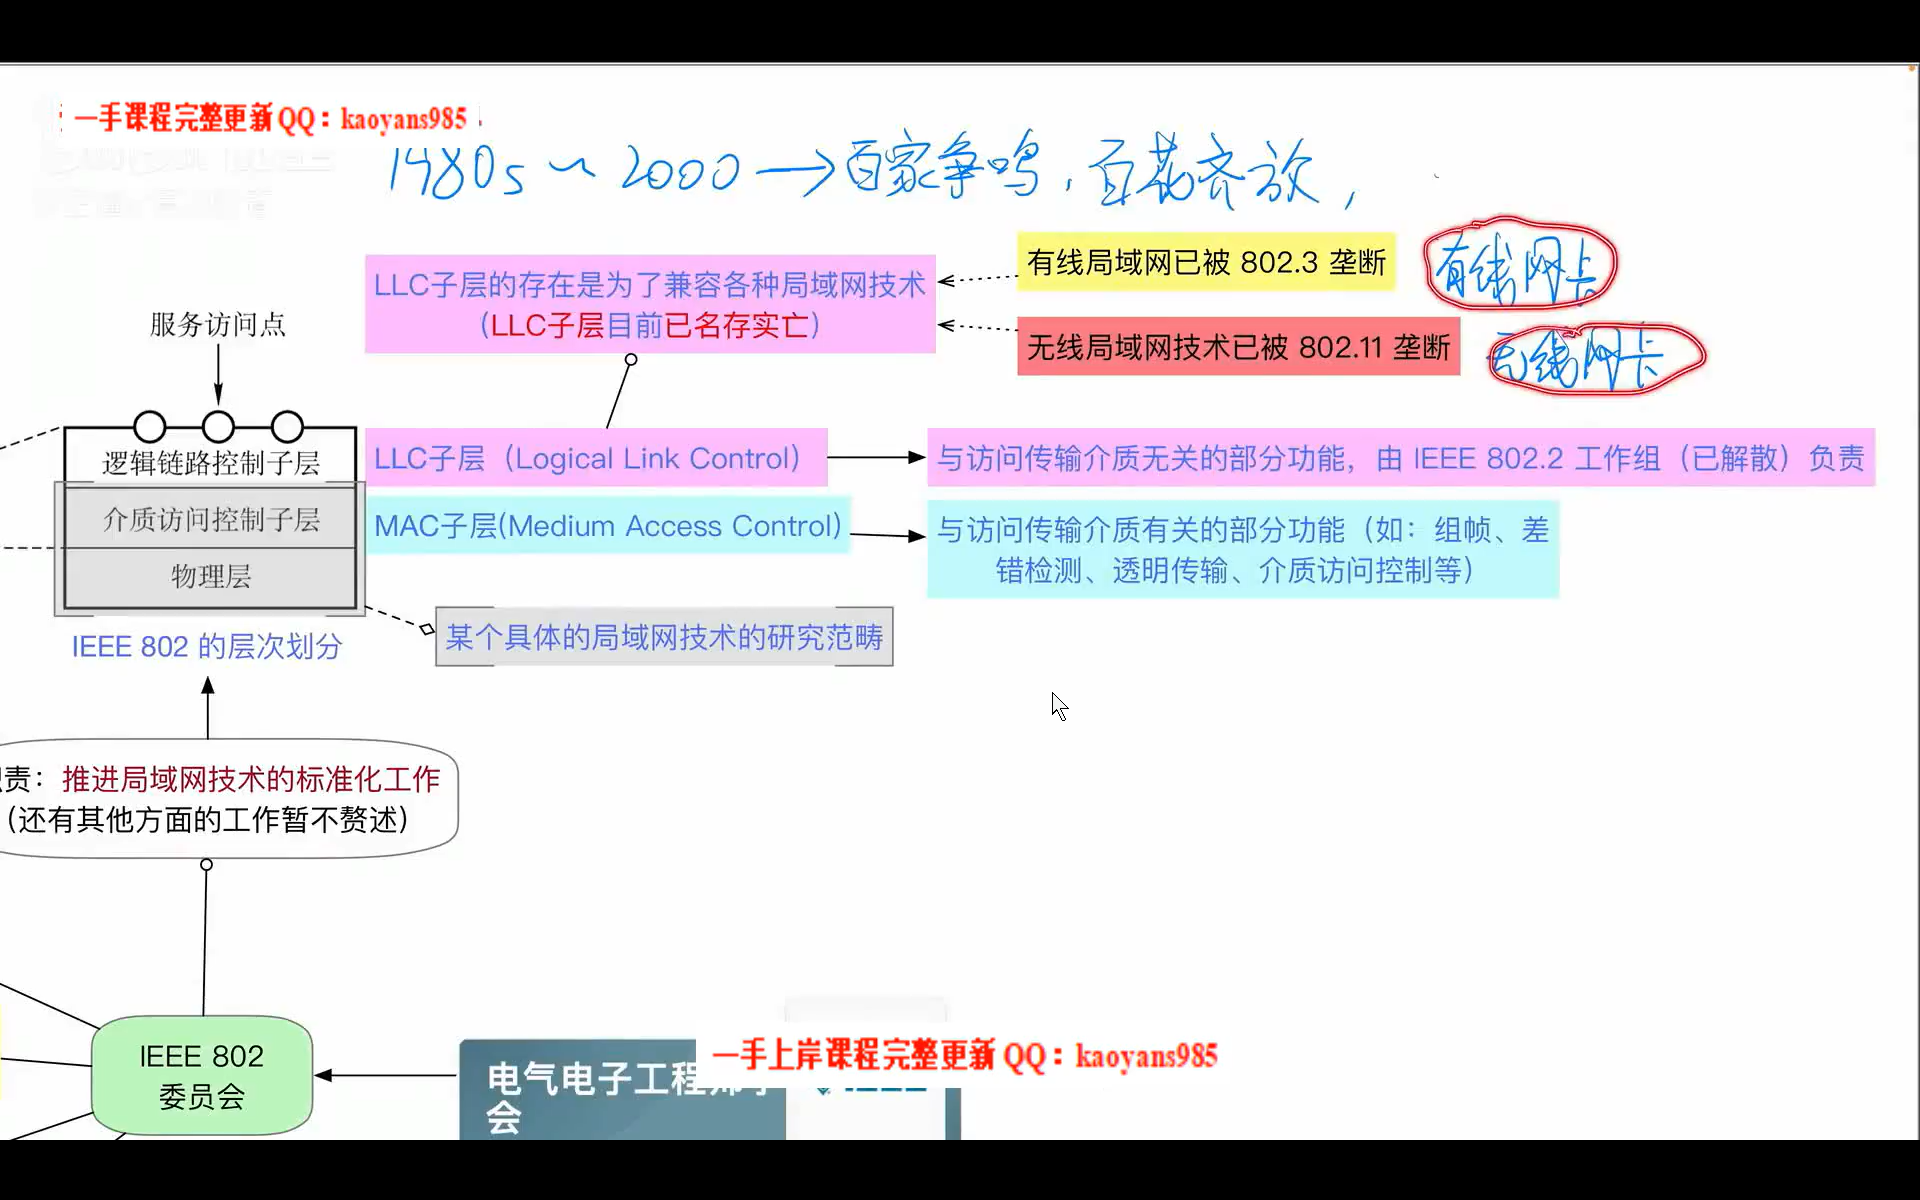 一手课程完整更新QQ：kaoyans985
1980s ~ 2000 → 百家争鸣，百花齐放，
有线局域网已被 802.3 垄断
有线网卡
LLC子层的存在是为了兼容各种局域网技术
（LLC子层目前已名存实亡）
无线局域网技术已被 802.11 垄断
无线网卡
服务访问点
逻辑链路控制子层
介质访问控制子层
物理层
LLC子层（Logical Link Control）
与访问传输介质无关的部分功能，由 IEEE 802.2 工作组（已解散）负责
MAC子层(Medium Access Control)
与访问传输介质有关的部分功能（如：组帧、差
错检测、透明传输、介质访问控制等）
某个具体的局域网技术的研究范畴
IEEE 802 的层次划分
责：推进局域网技术的标准化工作
（还有其他方面的工作暂不赘述）
IEEE 802
委员会
电气电子工程
会
一手上岸课程完整更新QQ：kaoyans985